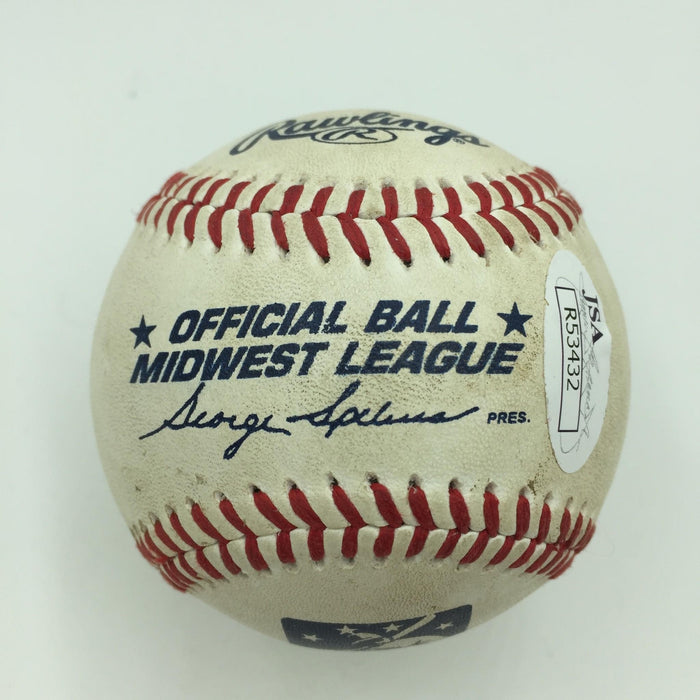 Rawlings
R
OFFICIAL BALL
MIDWEST LEAGUE
George Spelius PRES.
JSA
R53432